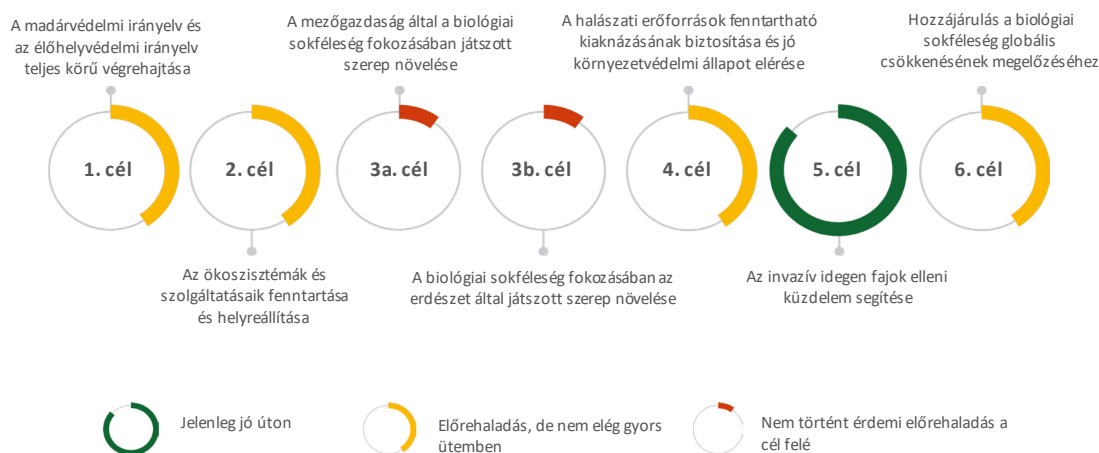 A madárvédelmi irányelv és
az élőhelyvédelmi irányelv
teljes körű végrehajtása
A mezőgazdaság által a biológiai
sokféleség fokozásában játszott
szerep növelése
A halászati erőforrások fenntartható
kiaknázásának biztosítása és jó
környezetvédelmi állapot elérése
Hozzájárulás a biológiai
sokféleség globális
csökkenésének megelőzéséhez
1. cél
2. cél
3a. cél
3b. cél
4. cél
5. cél
6. cél
Az ökoszisztémák és
szolgáltatásaik fenntartása
és helyreállítása
A biológiai sokféleség fokozásában az
erdészet által játszott szerep növelése
Az invazív idegen fajok elleni
küzdelem segítése
Jelenleg jó úton
Előrehaladás, de nem elég gyors
ütemben
Nem történt érdemi előrehaladás a
cél felé